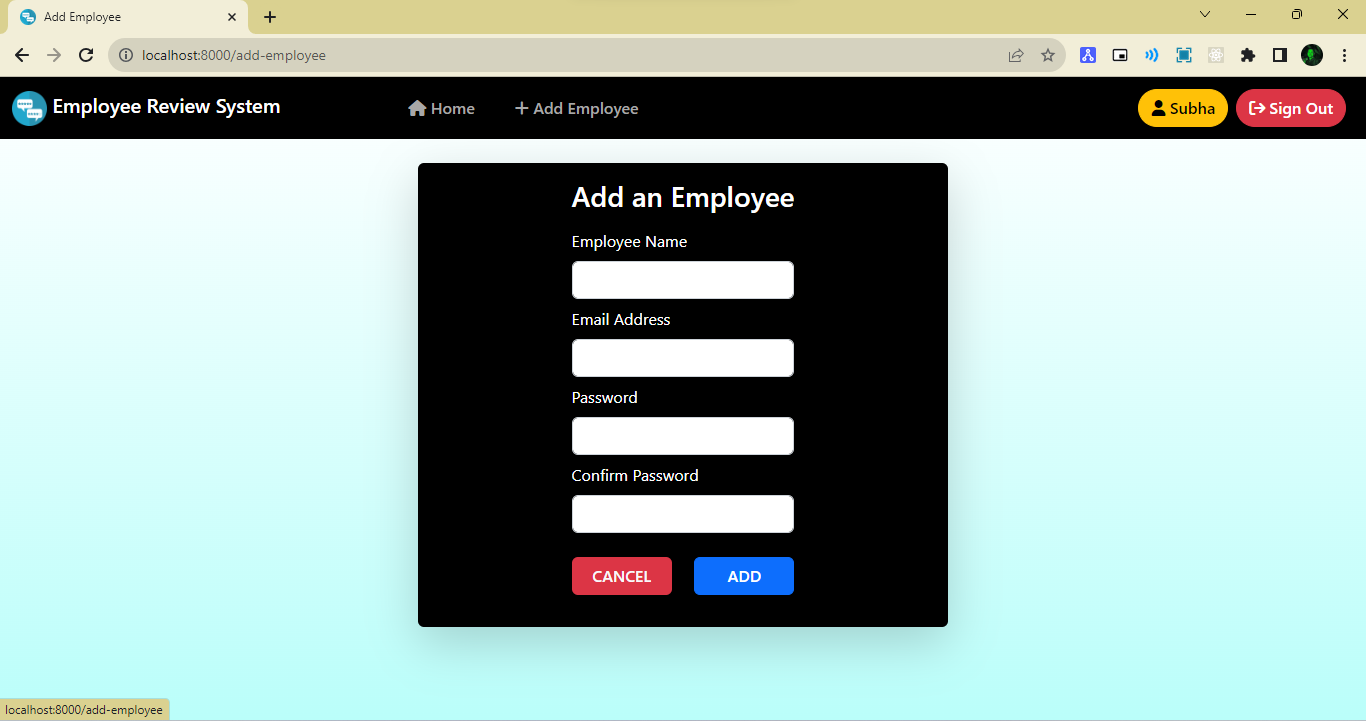 Add Employee
localhost:8000/add-employee
Employee Review System
Home
Add Employee
Subha
Sign Out
Add an Employee
Employee Name
Email Address
Password
Confirm Password
CANCEL
ADD
localhost:8000/add-employee